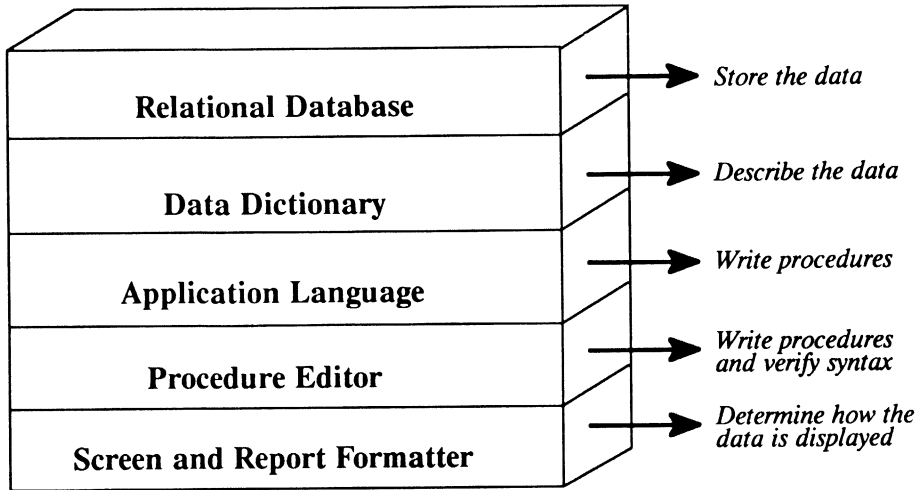 Relational Database
Store the data
Data Dictionary
Describe the data
Application Language
Write procedures
Procedure Editor
Write procedures
and verify syntax
Screen and Report Formatter
Determine how the
data is displayed